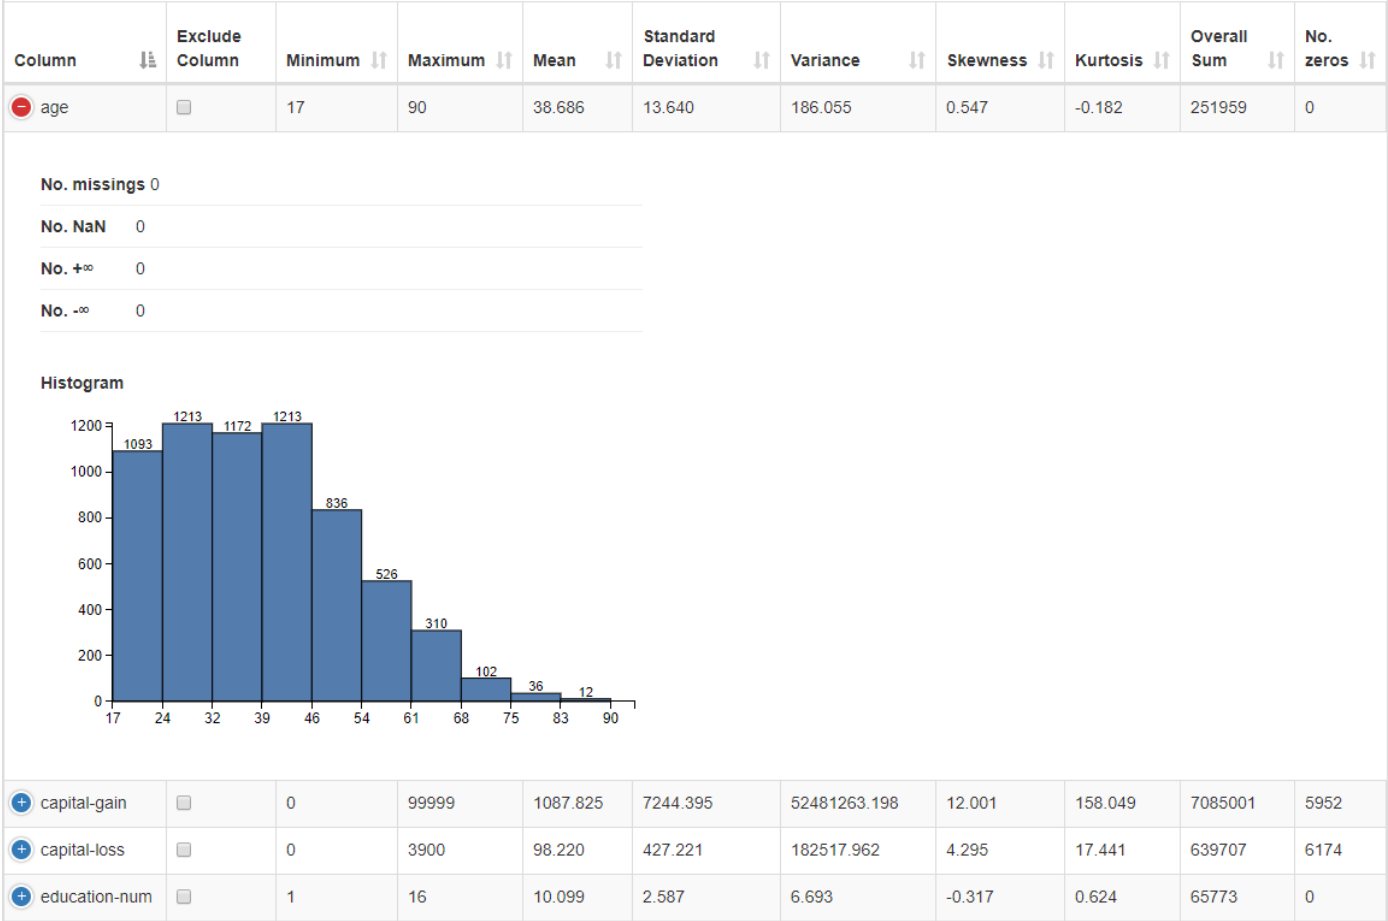 Column Exclude Column Minimum Maximum Mean Standard Deviation Variance Skewness Kurtosis Overall Sum No. zeros
age 17 90 38.686 13.640 186.055 0.547 -0.182 251959 0
No. missings 0
No. NaN 0
No. +∞ 0
No. -∞ 0
Histogram
1200 1213 1172 1213
1093
1000
800 836
600 526
400
310
200
102
36
12
0
17 24 32 39 46 54 61 68 75 83 90
capital-gain 0 99999 1087.825 7244.395 52481263.198 12.001 158.049 7085001 5952
capital-loss 0 3900 98.220 427.221 182517.962 4.295 17.441 639707 6174
education-num 1 16 10.099 2.587 6.693 -0.317 0.624 65773 0